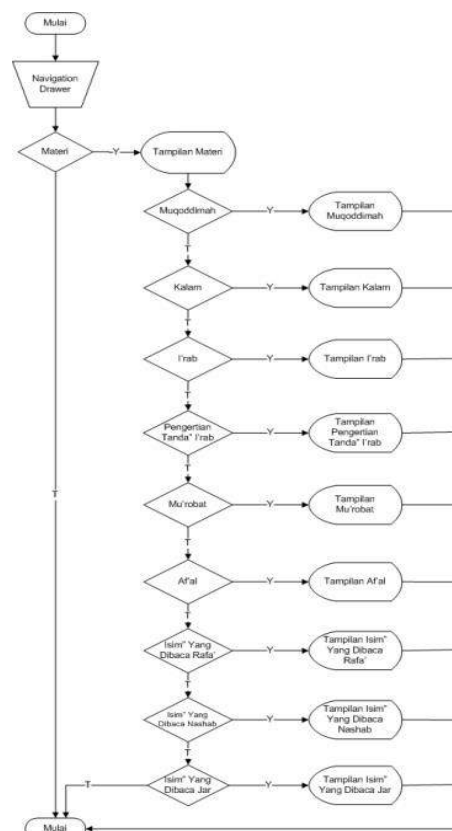 Mulai
Navigation
Drawer
Materi
Y
Tampilan Materi
Muqoddimah
Y
Tampilan
Muqoddimah
T
Kalam
Y
Tampilan Kalam
T
I'rab
Y
Tampilan I'rab
T
Pengertian
Tanda" I'rab
Y
Tampilan
Pengertian
Tanda" I'rab
T
T
Mu'robat
Y
Tampilan
Mu'robat
T
Af'al
Y
Tampilan Af'al
T
Isim" Yang
Dibaca Rafa'
Y
Tampilan Isim"
Yang Dibaca
Rafa'
T
Isim" Yang
Dibaca Nashab
Y
Tampilan Isim"
Yang Dibaca
Nashab
T
T
Isim" Yang
Dibaca Jar
Y
Tampilan Isim"
Yang Dibaca Jar
Mulai